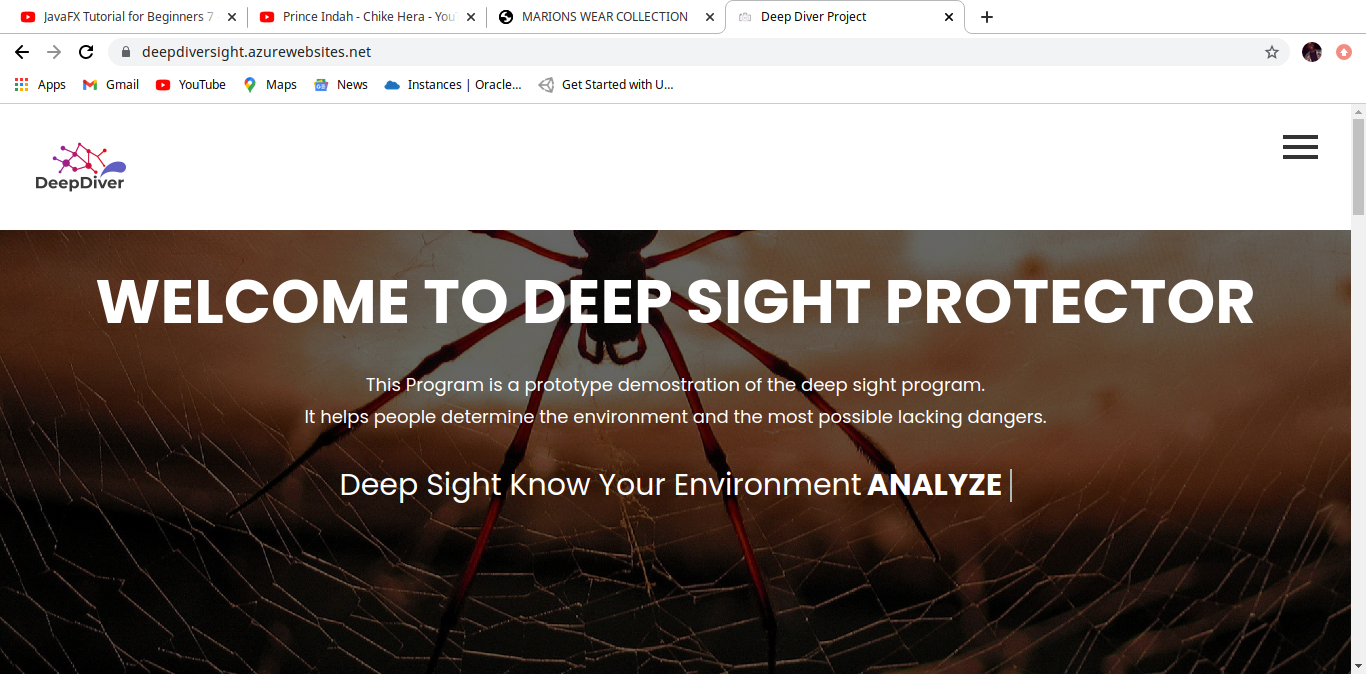 JavaFX Tutorial for Beginners 7
Prince Indah - Chike Hera - You
MARIONS WEAR COLLECTION
Deep Diver Project
deepdiversight.azurewebsites.net
Apps
Gmail
YouTube
Maps
News
Instances | Oracle...
Get Started with U...
DeepDiver
WELCOME TO DEEP SIGHT PROTECTOR
This Program is a prototype demostration of the deep sight program.
It helps people determine the environment and the most possible lacking dangers.
Deep Sight Know Your Environment ANALYZE